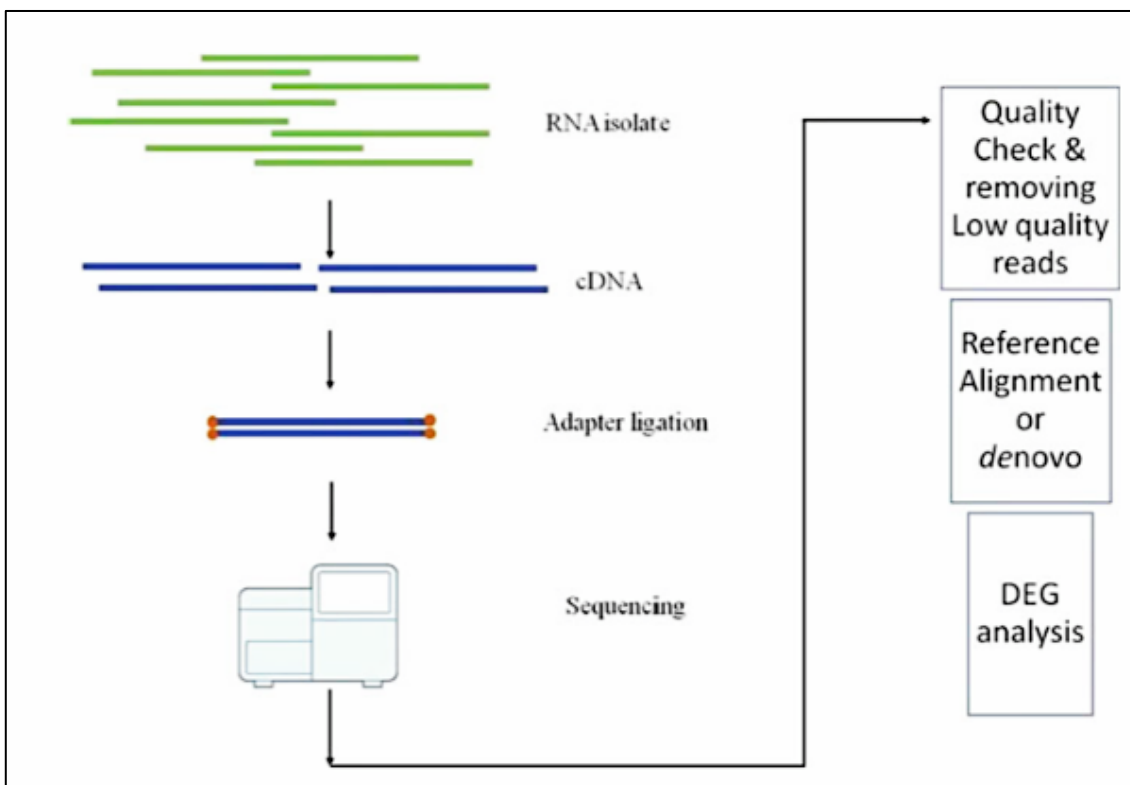 RNA isolate
cDNA
Adapter ligation
Sequencing
Quality
Check &
removing
Low quality
reads
Reference
Alignment
or
denovo
DEG
analysis